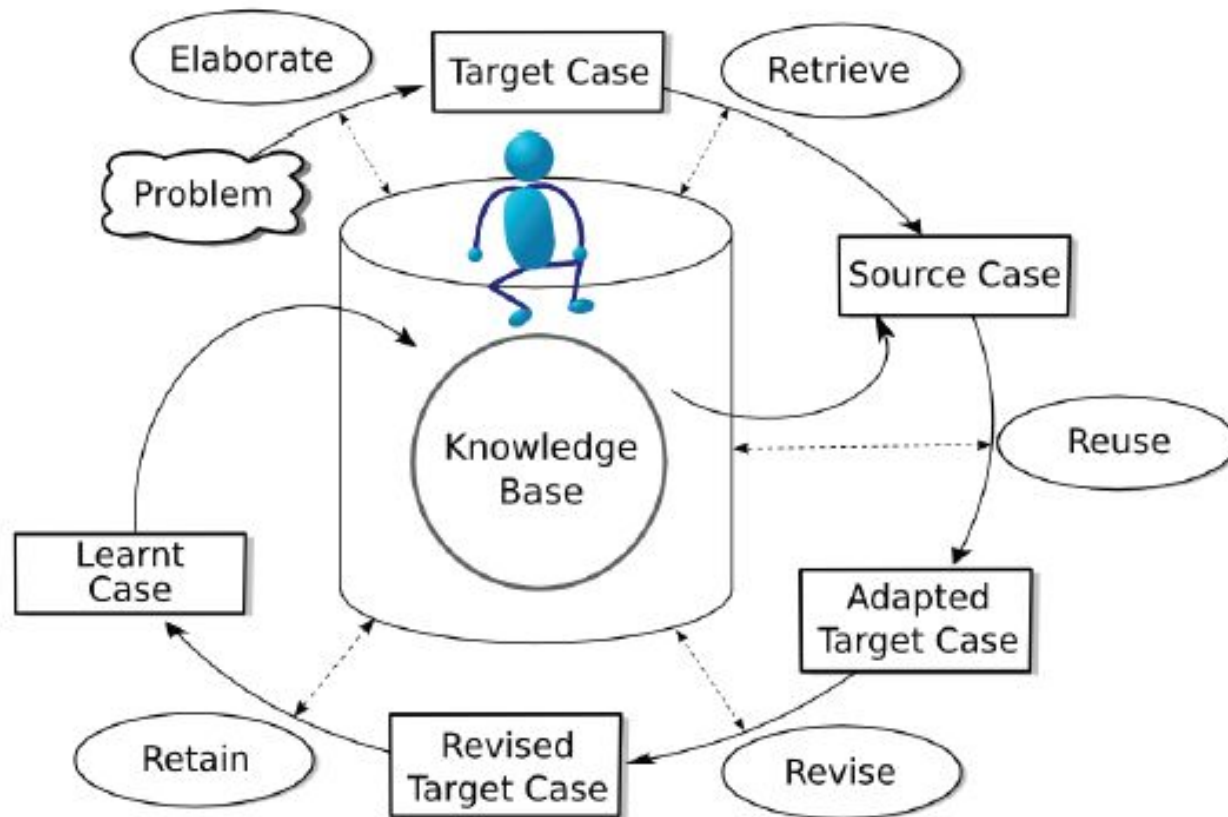 Elaborate
Target Case
Retrieve
Problem
Source Case
Knowledge
Base
Reuse
Learnt
Case
Adapted
Target Case
Retain
Revised
Target Case
Revise